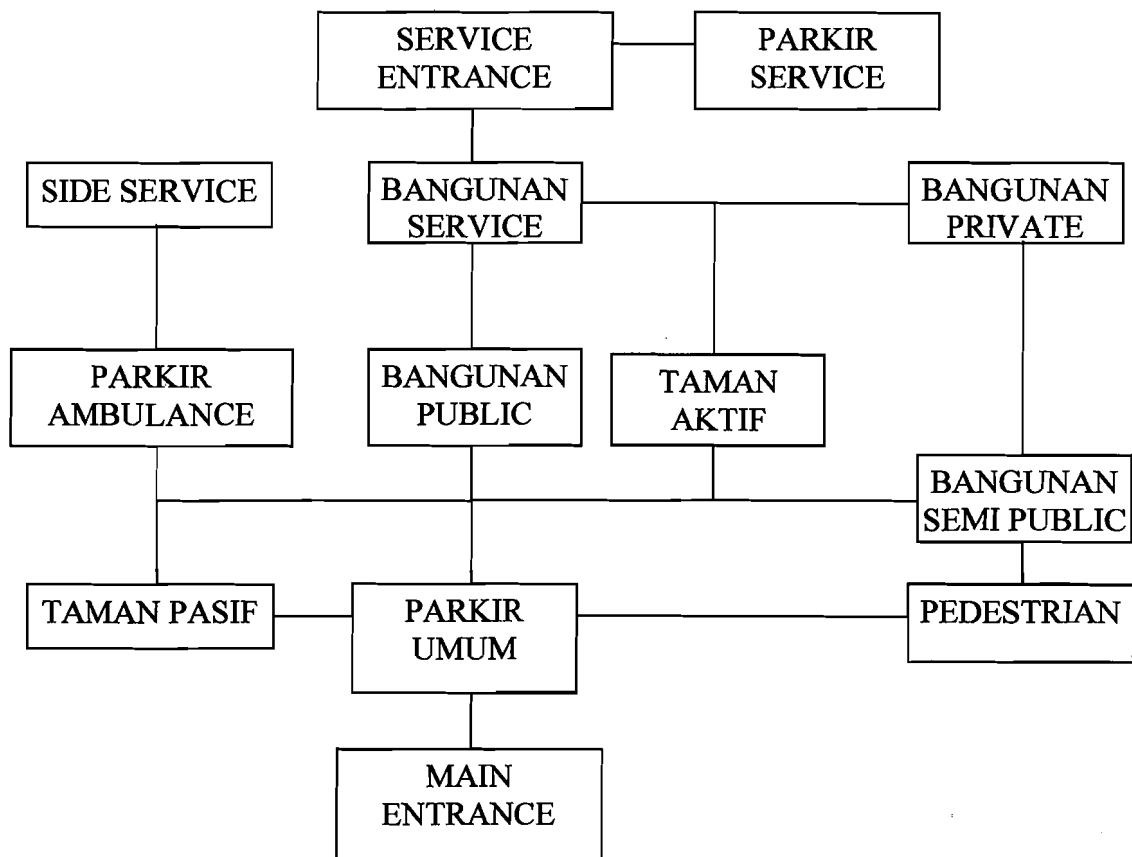 SERVICE
ENTRANCE
PARKIR
SERVICE
SIDE SERVICE
BANGUNAN
SERVICE
BANGUNAN
PRIVATE
PARKIR
AMBULANCE
BANGUNAN
PUBLIC
TAMAN
AKTIF
BANGUNAN
SEMI PUBLIC
TAMAN PASIF
PARKIR
UMUM
PEDESTRIAN
MAIN
ENTRANCE